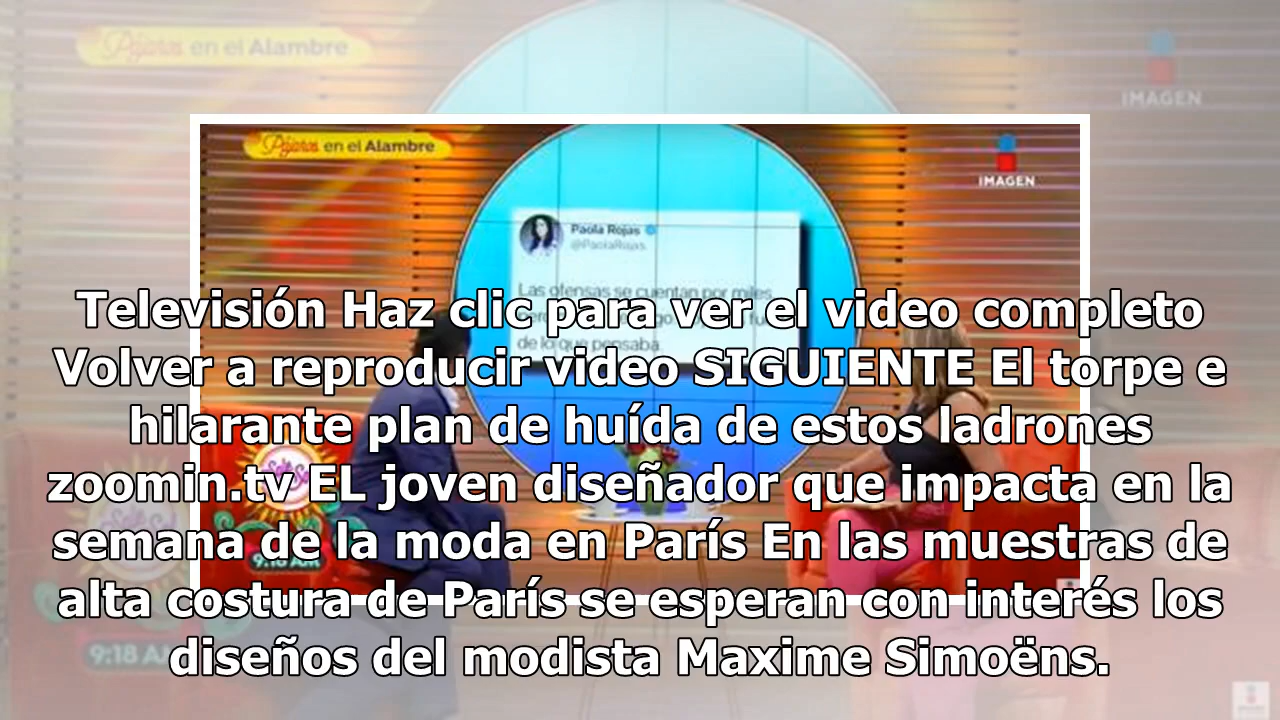 Pájaros en el Alambre
IMAGEN
Pájaros en el Alambre
IMAGEN
Paola Rojas
@PaolaRojas
Las ofensas se cuentan por miles
de lo que pensaba.
Televisión Haz clic para ver el video completo
Volver a reproducir video SIGUIENTE El torpe e
hilarante plan de huída de estos ladrones
zoomin.tv EL joven diseñador que impacta en la
semana de la moda en París En las muestras de
alta costura de París se esperan con interés los
diseños del modista Maxime Simoëns.
9:18 AM
9:18 AM